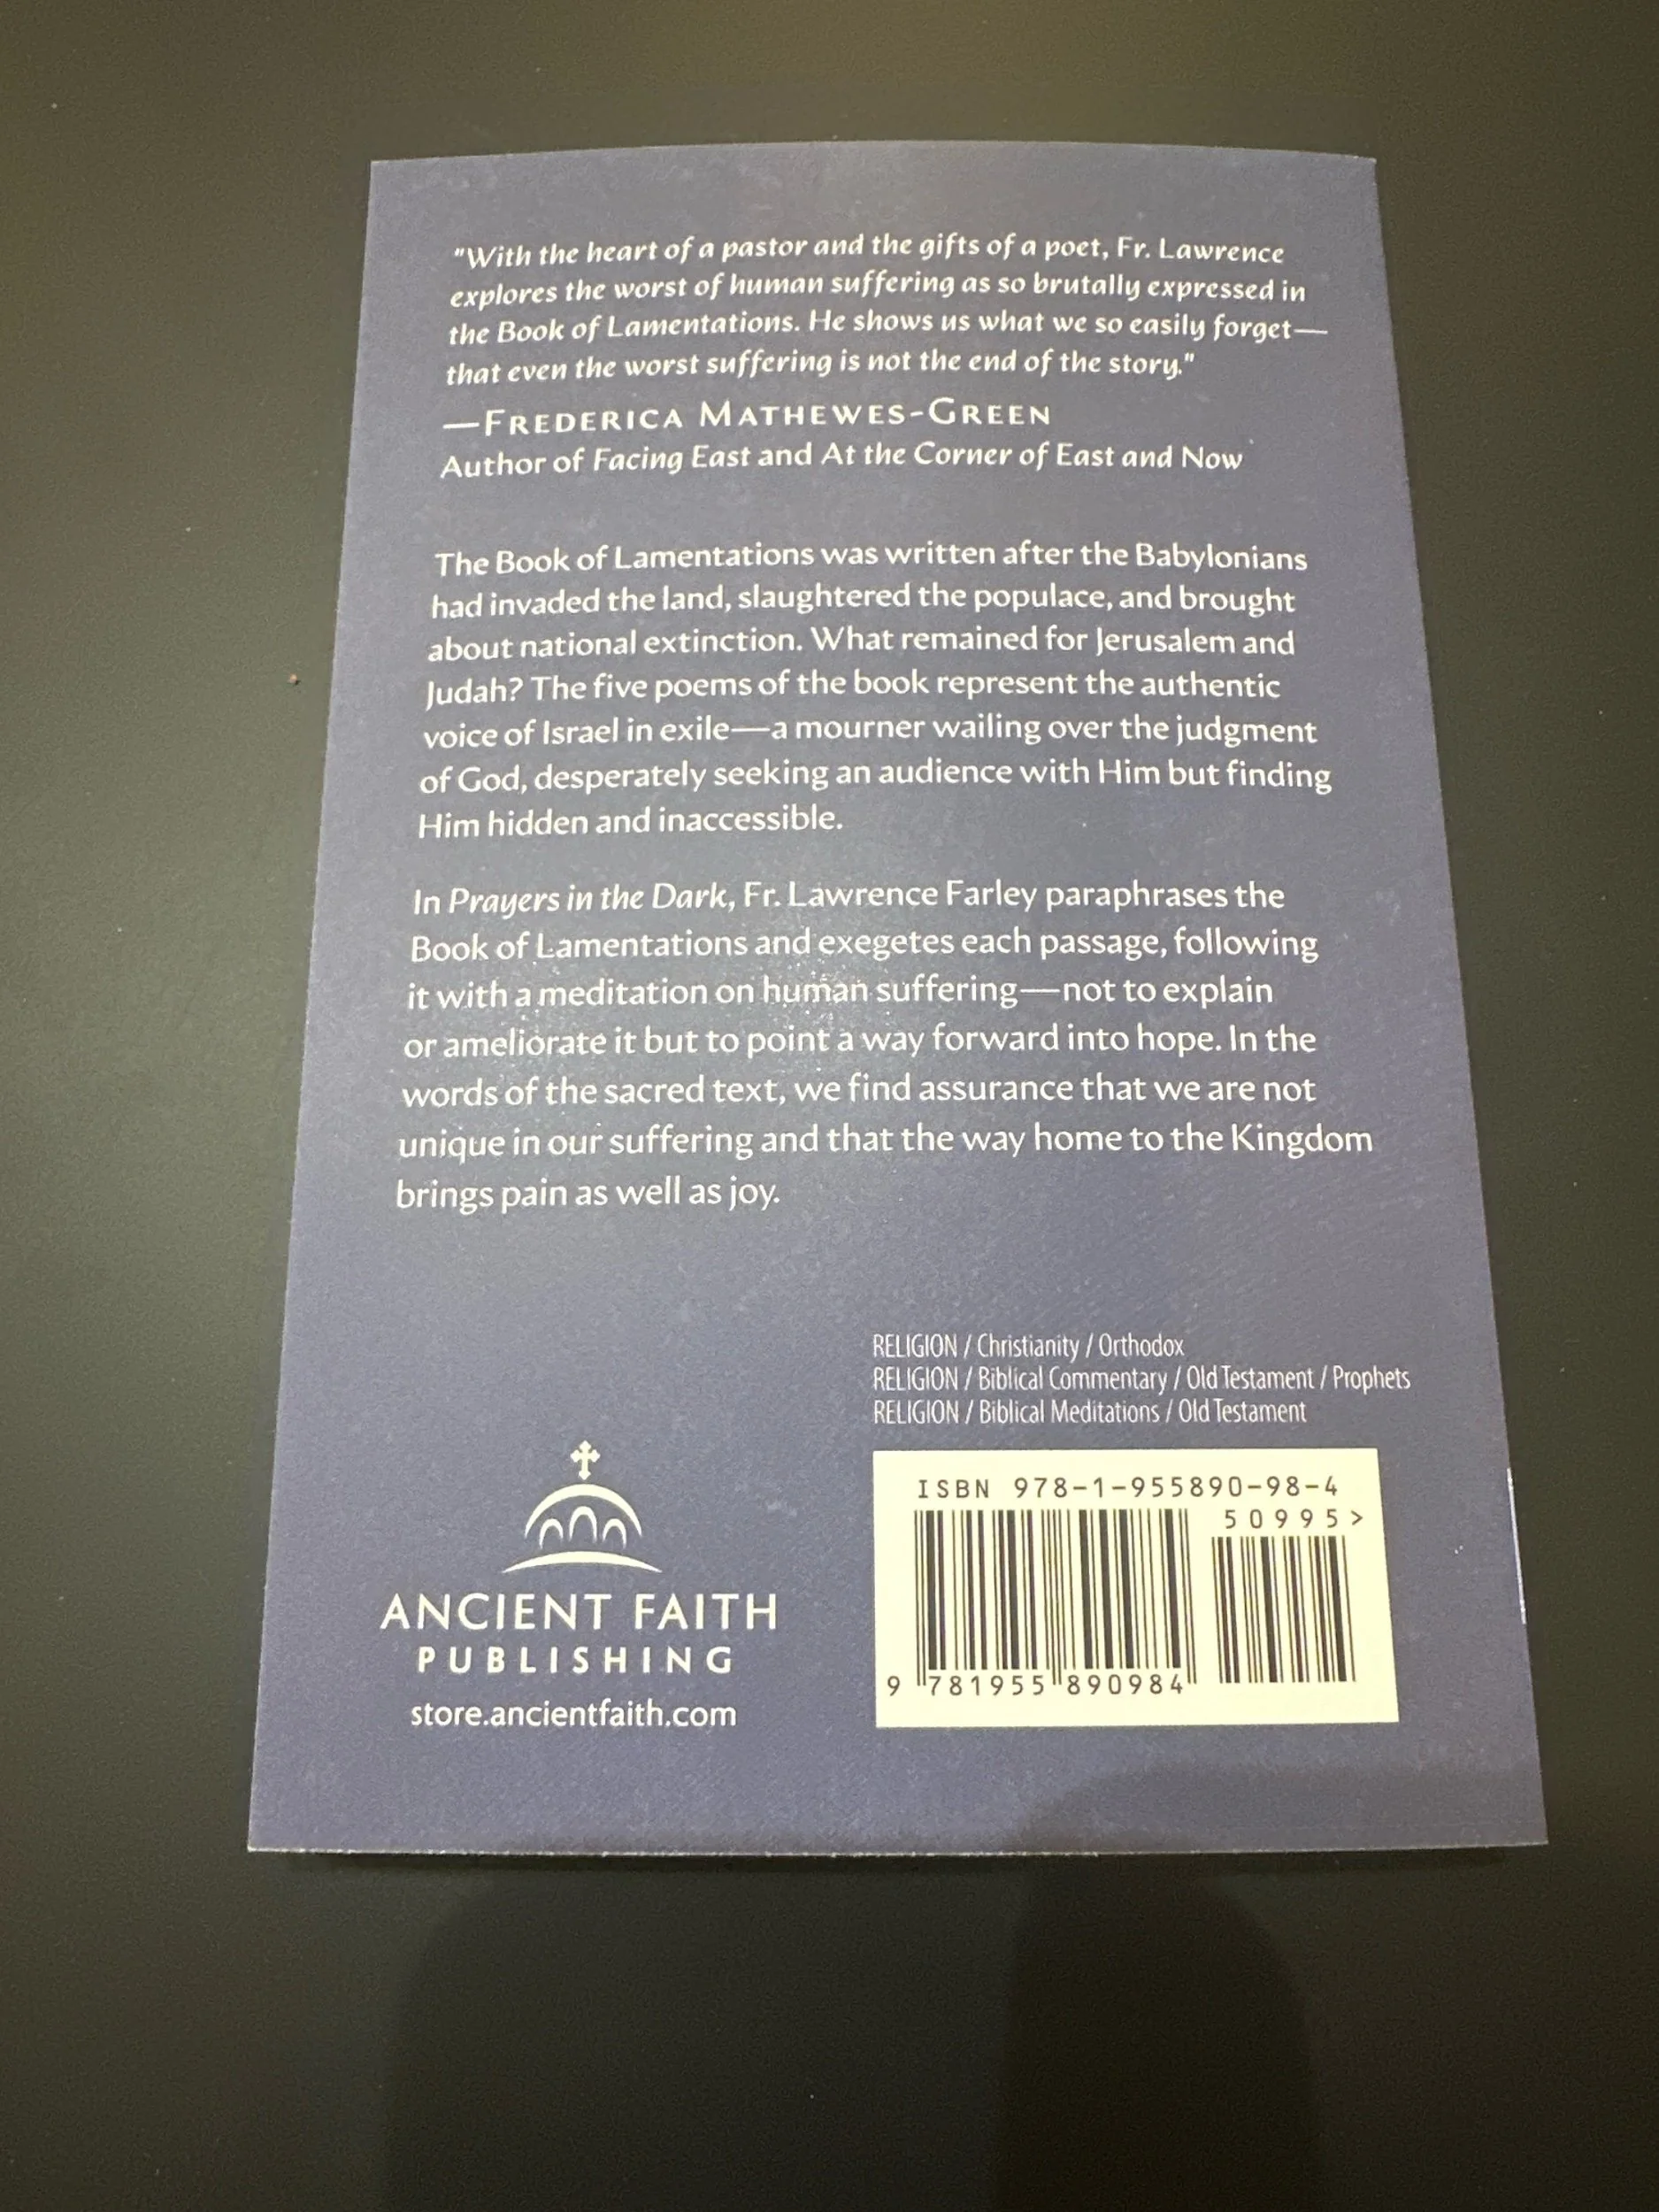 "With the heart of a pastor and the gifts of a poet, Fr. Lawrence
explores the worst of human suffering as so brutally expressed in
the Book of Lamentations. He shows us what we so easily forget—
that even the worst suffering is not the end of the story."
—FREDERICA MATHEWES-GREEN
Author of Facing East and At the Corner of East and Now
The Book of Lamentations was written after the Babylonians
had invaded the land, slaughtered the populace, and brought
about national extinction. What remained for Jerusalem and
Judah? The five poems of the book represent the authentic
voice of Israel in exile—a mourner wailing over the judgment
of God, desperately seeking an audience with Him but finding
Him hidden and inaccessible.
In Prayers in the Dark, Fr. Lawrence Farley paraphrases the
Book of Lamentations and exegetes each passage, following
it with a meditation on human suffering—not to explain
or ameliorate it but to point a way forward into hope. In the
words of the sacred text, we find assurance that we are not
unique in our suffering and that the way home to the Kingdom
brings pain as well as joy.
RELIGION / Christianity / Orthodox
RELIGION / Biblical Commentary / Old Testament / Prophets
RELIGION / Biblical Meditations / Old Testament
ANCIENT FAITH
PUBLISHING
store.ancientfaith.com
ISBN 978-1-955890-98-4
50995>
9 781955 890984